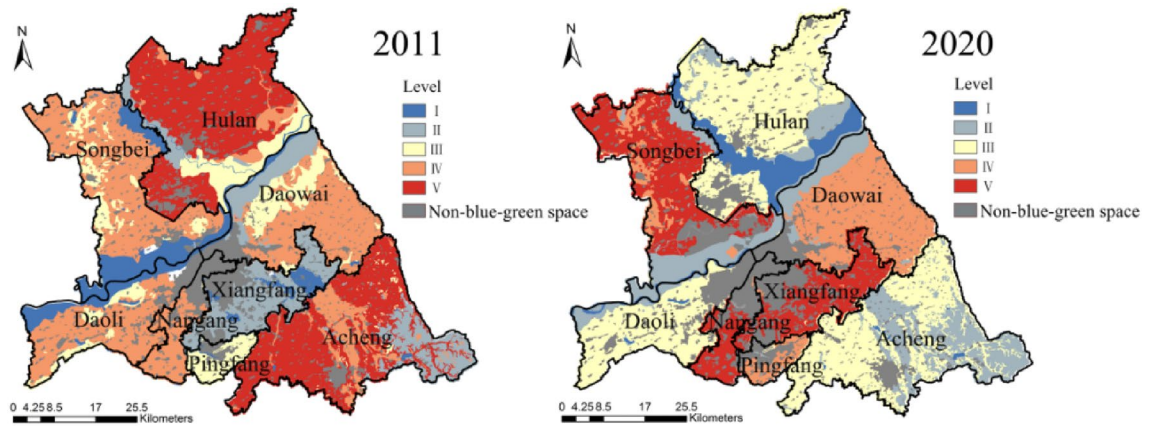 N
2011
Level
I
II
III
IV
V
Non-blue-green space
Hulan
Songbei
Daowai
Xiangfang
Daoli
Nangang
Acheng
Pingfang
0 4.25 8.5 17 25.5
Kilometers
N
2020
Level
I
II
III
IV
V
Non-blue-green space
Hulan
Songbei
Daowai
Xiangfang
Daoli
Nangang
Acheng
Pingfang
0 4.25 8.5 17 25.5
Kilometers